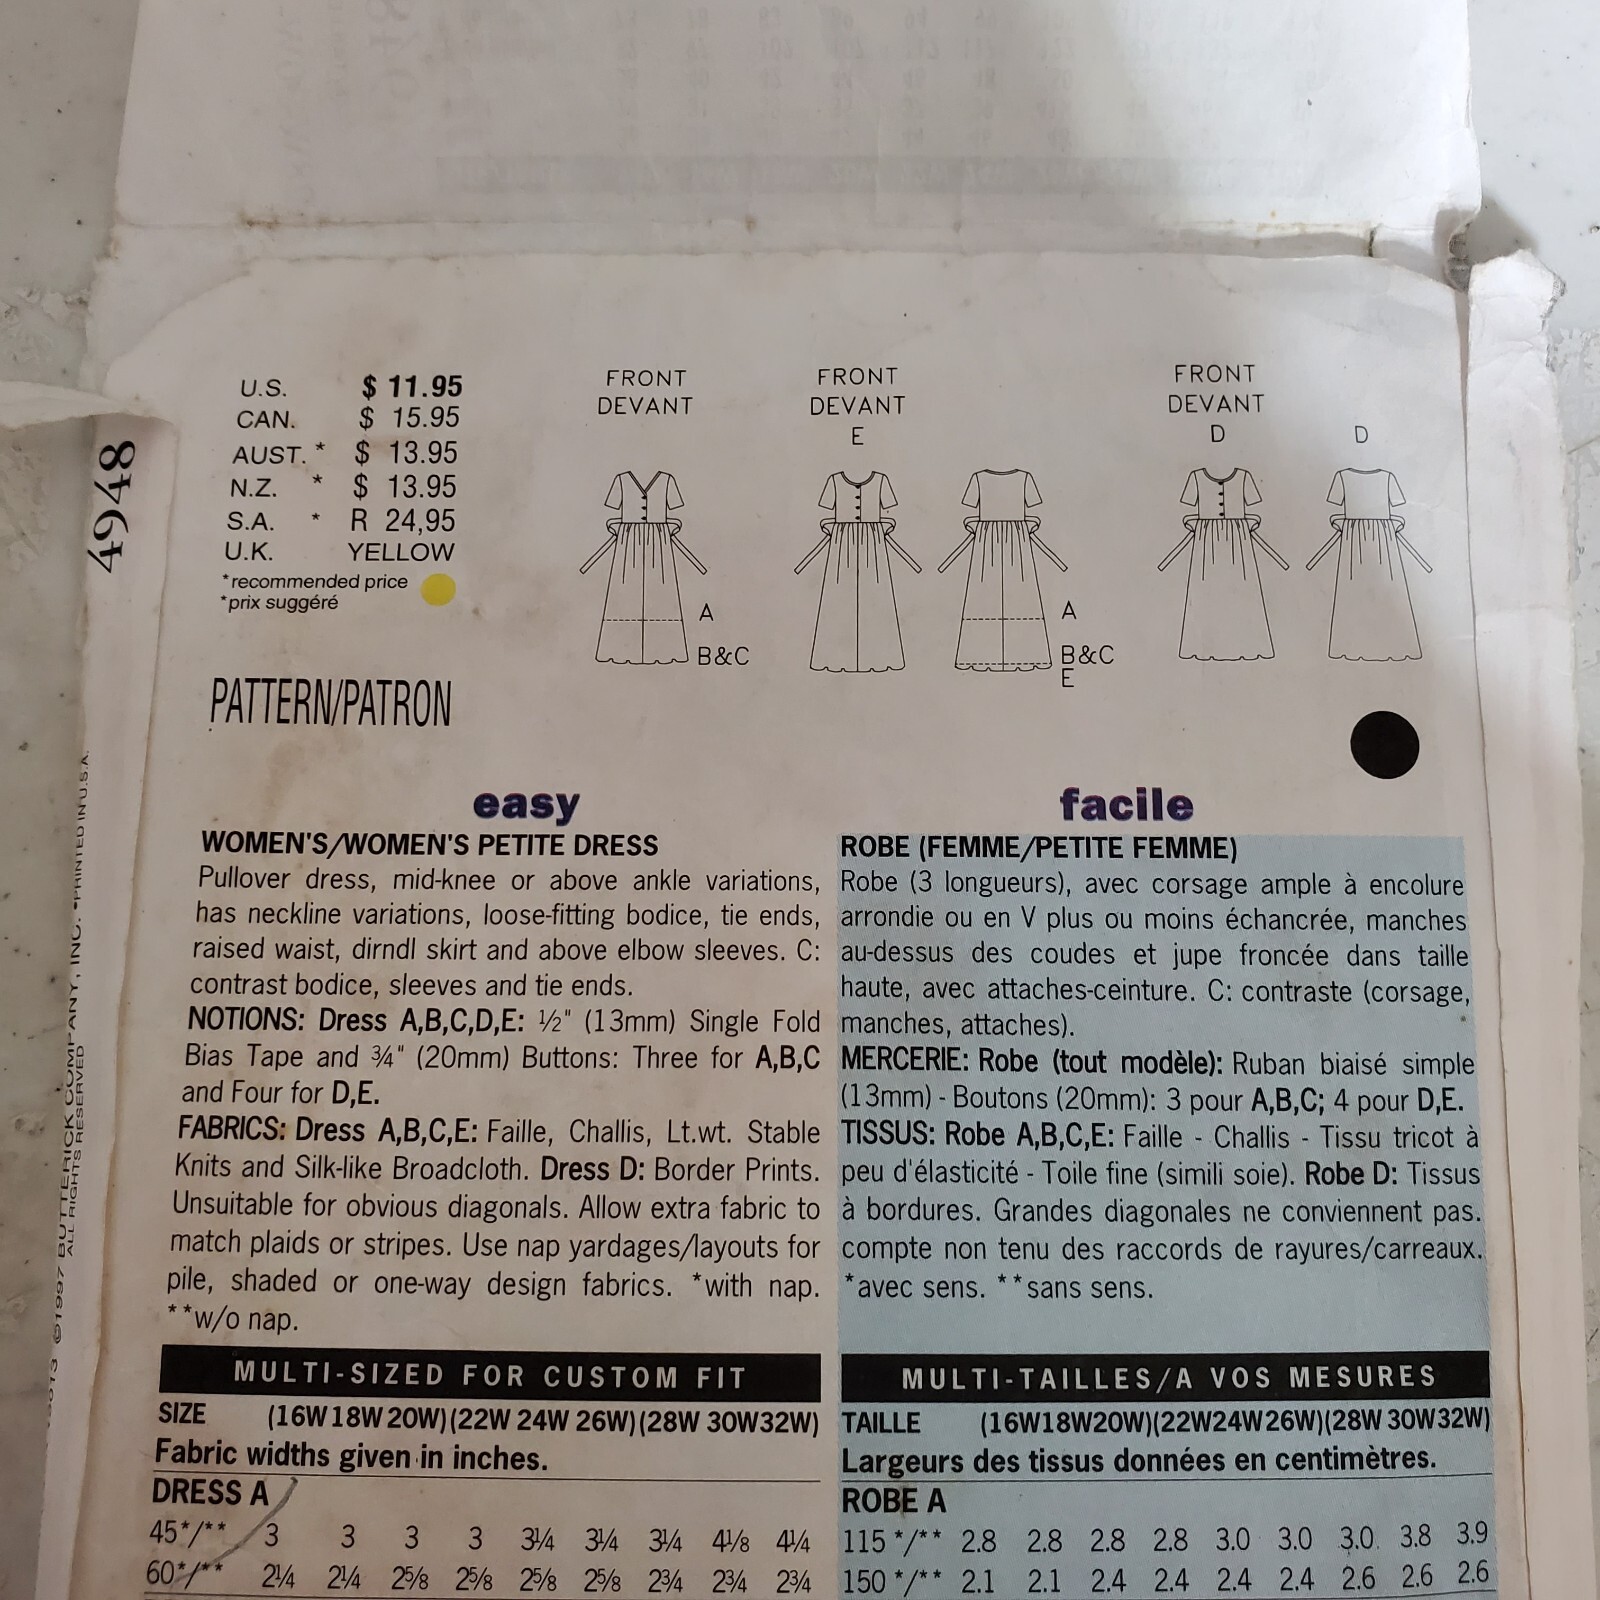 U.S. $ 11.95
CAN. $ 15.95
AUST. * $ 13.95
N.Z. * $ 13.95
S.A. * R 24,95
U.K. YELLOW
*recommended price
*prix suggéré
FRONT
DEVANT
A
B&C
FRONT
DEVANT
E
A
B&C
E
FRONT
DEVANT
D
D
4948
©1997 BUTTERICK COMPANY, INC. •PRINTED IN U.S.A.
ALL RIGHTS RESERVED
PATTERN/PATRON
easy
WOMEN'S/WOMEN'S PETITE DRESS
Pullover dress, mid-knee or above ankle variations,
has neckline variations, loose-fitting bodice, tie ends,
raised waist, dirndl skirt and above elbow sleeves. C:
contrast bodice, sleeves and tie ends.
NOTIONS: Dress A,B,C,D,E: ½" (13mm) Single Fold
Bias Tape and ¾" (20mm) Buttons: Three for A,B,C
and Four for D,E.
FABRICS: Dress A,B,C,E: Faille, Challis, Lt.wt. Stable
Knits and Silk-like Broadcloth. Dress D: Border Prints.
Unsuitable for obvious diagonals. Allow extra fabric to
match plaids or stripes. Use nap yardages/layouts for
pile, shaded or one-way design fabrics. *with nap.
**w/o nap.
MULTI-SIZED FOR CUSTOM FIT
SIZE (16W 18W 20W)(22W 24W 26W)(28W 30W 32W)
Fabric widths given in inches.
DRESS A
45*/** 3 3 3 3 3¼ 3¼ 3¼ 4⅛ 4¼
60*/** 2¼ 2¼ 2⅝ 2⅝ 2⅝ 2⅝ 2¾ 2¾ 2¾
facile
ROBE (FEMME/PETITE FEMME)
Robe (3 longueurs), avec corsage ample à encolure
arrondie ou en V plus ou moins échancrée, manches
au-dessus des coudes et jupe froncée dans taille
haute, avec attaches-ceinture. C: contraste (corsage,
manches, attaches).
MERCERIE: Robe (tout modèle): Ruban biaisé simple
(13mm) - Boutons (20mm): 3 pour A,B,C; 4 pour D,E.
TISSUS: Robe A,B,C,E: Faille - Challis - Tissu tricot à
peu d'élasticité - Toile fine (simili soie). Robe D: Tissus
à bordures. Grandes diagonales ne conviennent pas.
compte non tenu des raccords de rayures/carreaux.
*avec sens. **sans sens.
MULTI-TAILLES/A VOS MESURES
TAILLE (16W18W20W)(22W24W26W)(28W 30W32W)
Largeurs des tissus données en centimètres.
ROBE A
115 */** 2.8 2.8 2.8 2.8 3.0 3.0 3.0 3.8 3.9
150 */** 2.1 2.1 2.4 2.4 2.4 2.4 2.6 2.6 2.6